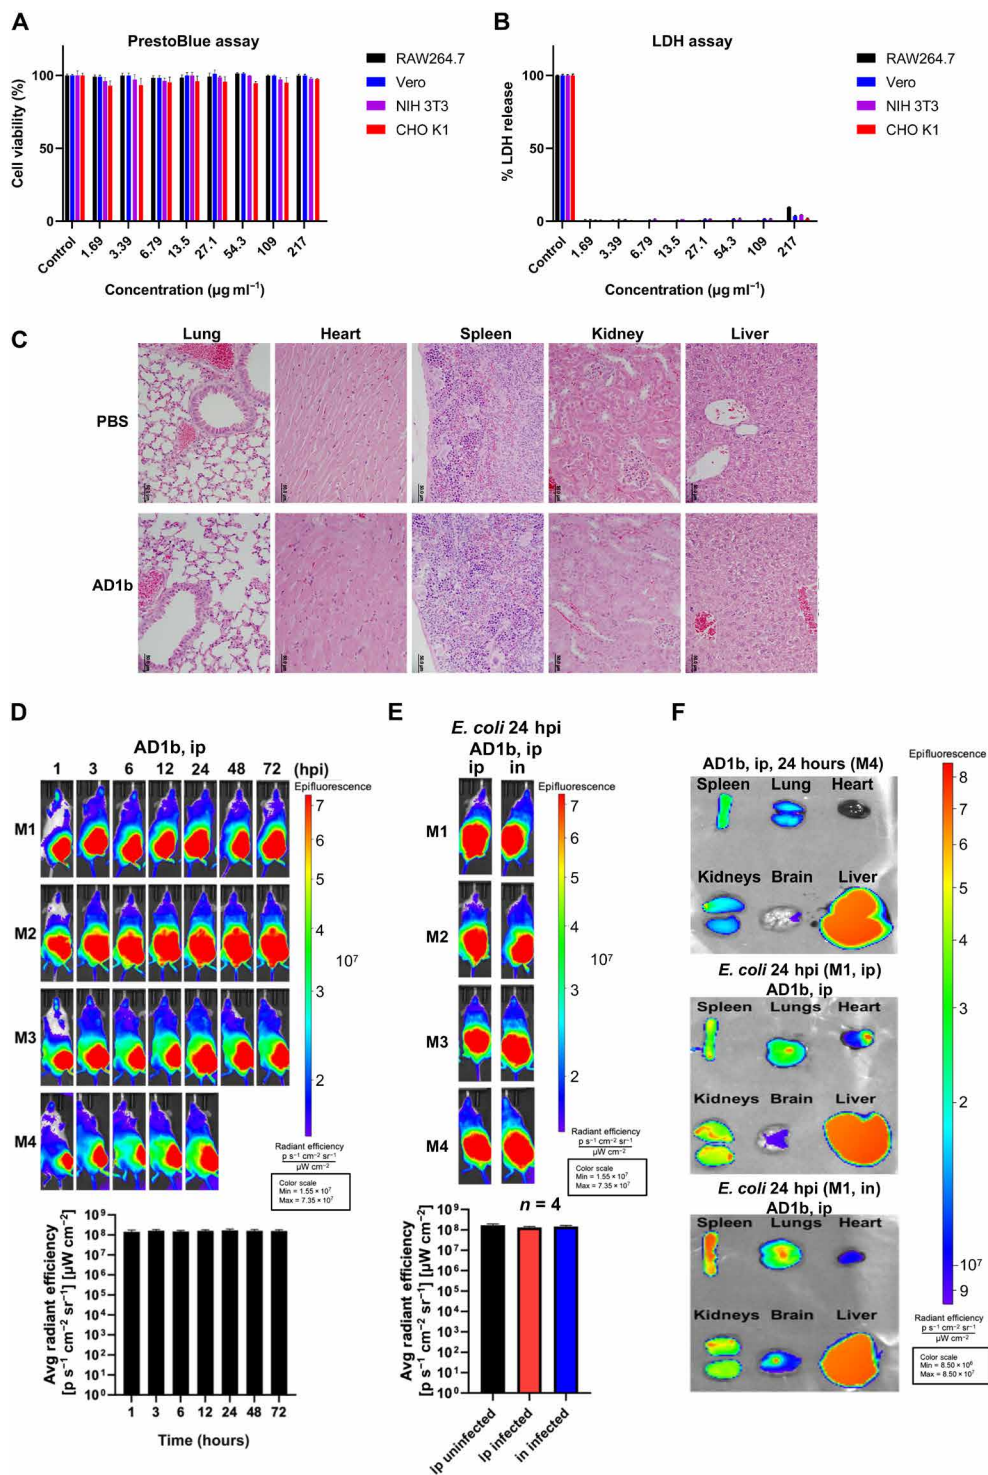 A
PrestoBlue assay
Cell viability (%)
100
50
0
Control
1.69
3.39
6.79
13.5
27.1
54.3
109
217
Concentration (µg ml⁻¹)
RAW264.7
Vero
NIH 3T3
CHO K1
B
LDH assay
% LDH release
100
50
0
Control
1.69
3.39
6.79
13.5
27.1
54.3
109
217
Concentration (µg ml⁻¹)
RAW264.7
Vero
NIH 3T3
CHO K1
C
Lung Heart Spleen Kidney Liver
PBS
AD1b
D
AD1b, ip
1 3 6 12 24 48 72 (hpi)
M1
M2
M3
M4
Epifluorescence
7
6
5
4
10⁷
3
2
Radiant efficiency
p s⁻¹ cm⁻² sr⁻¹
µW cm⁻²
Color scale
Min = 1.55 × 10⁷
Max = 7.35 × 10⁷
Avg radiant efficiency
[p s⁻¹ cm⁻² sr⁻¹] [µW cm⁻²]
10⁹
10⁸
10⁷
10⁶
10⁵
10⁴
10³
10²
10¹
10⁰
1 3 6 12 24 48 72
Time (hours)
E
E. coli 24 hpi
AD1b, ip
ip in
M1
M2
M3
M4
Epifluorescence
7
6
5
4
10⁷
3
2
Radiant efficiency
p s⁻¹ cm⁻² sr⁻¹
µW cm⁻²
Color scale
Min = 1.55 × 10⁷
Max = 7.35 × 10⁷
n = 4
Avg radiant efficiency
[p s⁻¹ cm⁻² sr⁻¹] [µW cm⁻²]
10⁹
10⁸
10⁷
10⁶
10⁵
10⁴
10³
10²
10¹
10⁰
ip uninfected
ip infected
in infected
F
AD1b, ip, 24 hours (M4)
Spleen Lung Heart
Kidneys Brain Liver
E. coli 24 hpi (M1, ip)
AD1b, ip
Spleen Lungs Heart
Kidneys Brain Liver
E. coli 24 hpi (M1, in)
AD1b, ip
Spleen Lungs Heart
Kidneys Brain Liver
Epifluorescence
8
7
6
5
4
3
2
10⁷
9
Radiant efficiency
p s⁻¹ cm⁻² sr⁻¹
µW cm⁻²
Color scale
Min = 8.50 × 10⁶
Max = 8.50 × 10⁷